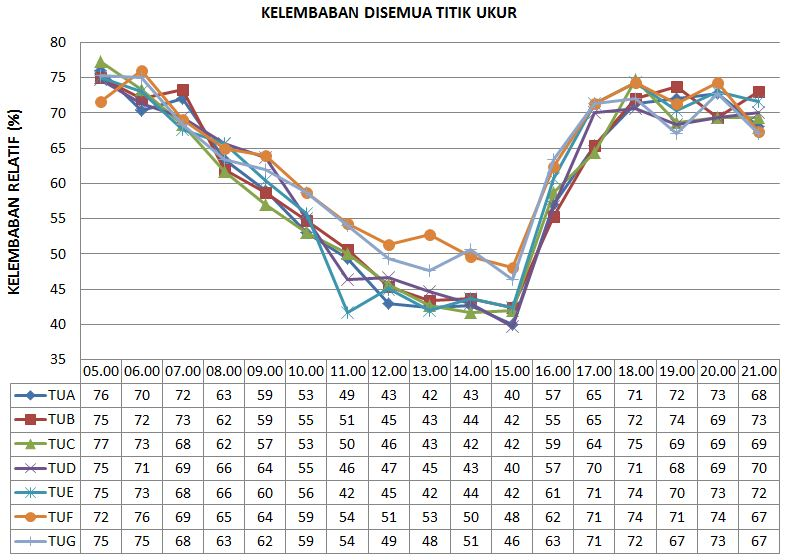 KELEMBABAN DISEMUA TITIK UKUR
KELEMBABAN RELATIF (%)
80
75
70
65
60
55
50
45
40
35
05.00 06.00 07.00 08.00 09.00 10.00 11.00 12.00 13.00 14.00 15.00 16.00 17.00 18.00 19.00 20.00 21.00
TUA 76 70 72 63 59 53 49 43 42 43 40 57 65 71 72 73 68
TUB 75 72 73 62 59 55 51 45 43 44 42 55 65 72 74 69 73
TUC 77 73 68 62 57 53 50 46 43 42 42 59 64 75 69 69 69
TUD 75 71 69 66 64 55 46 47 45 43 40 57 70 71 68 69 70
TUE 75 73 68 66 60 56 42 45 42 44 42 61 71 74 70 73 72
TUF 72 76 69 65 64 59 54 51 53 50 48 62 71 74 71 74 67
TUG 75 75 68 63 62 59 54 49 48 51 46 63 71 72 67 73 67